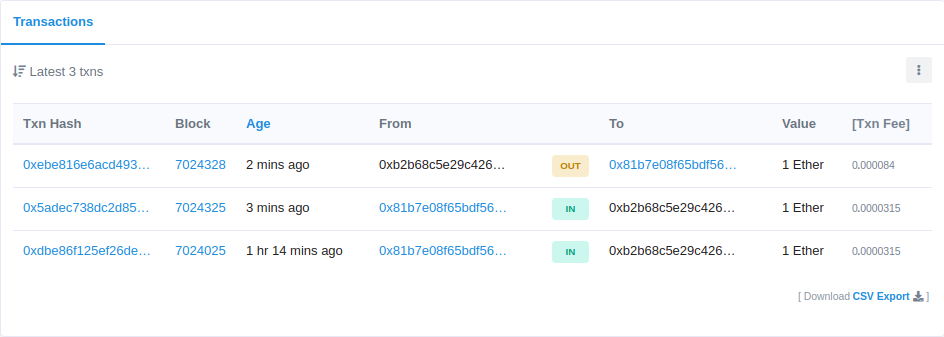 Transactions
Latest 3 txns
Txn Hash Block Age From To Value [Txn Fee]
0xebe816e6acd493... 7024328 2 mins ago 0xb2b68c5e29c426... OUT 0x81b7e08f65bdf56... 1 Ether 0.000084
0x5adec738dc2d85... 7024325 3 mins ago 0x81b7e08f65bdf56... IN 0xb2b68c5e29c426... 1 Ether 0.0000315
0xdbe86f125ef26de... 7024025 1 hr 14 mins ago 0x81b7e08f65bdf56... IN 0xb2b68c5e29c426... 1 Ether 0.0000315
[ Download CSV Export ]